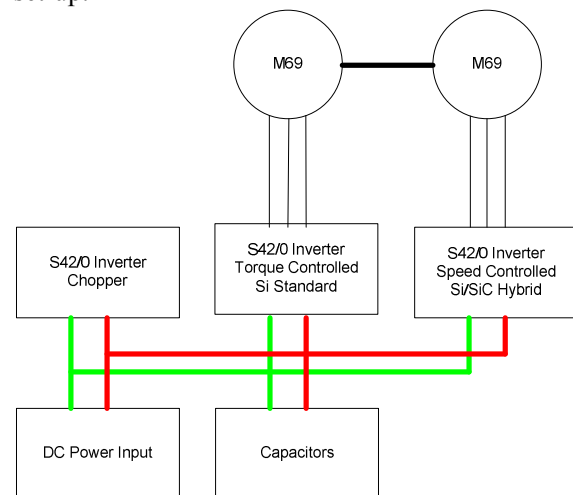 set-up.
M69
M69
S42/0 Inverter
Chopper
S42/0 Inverter
Torque Controlled
Si Standard
S42/0 Inverter
Speed Controlled
Si/SiC Hybrid
DC Power Input
Capacitors